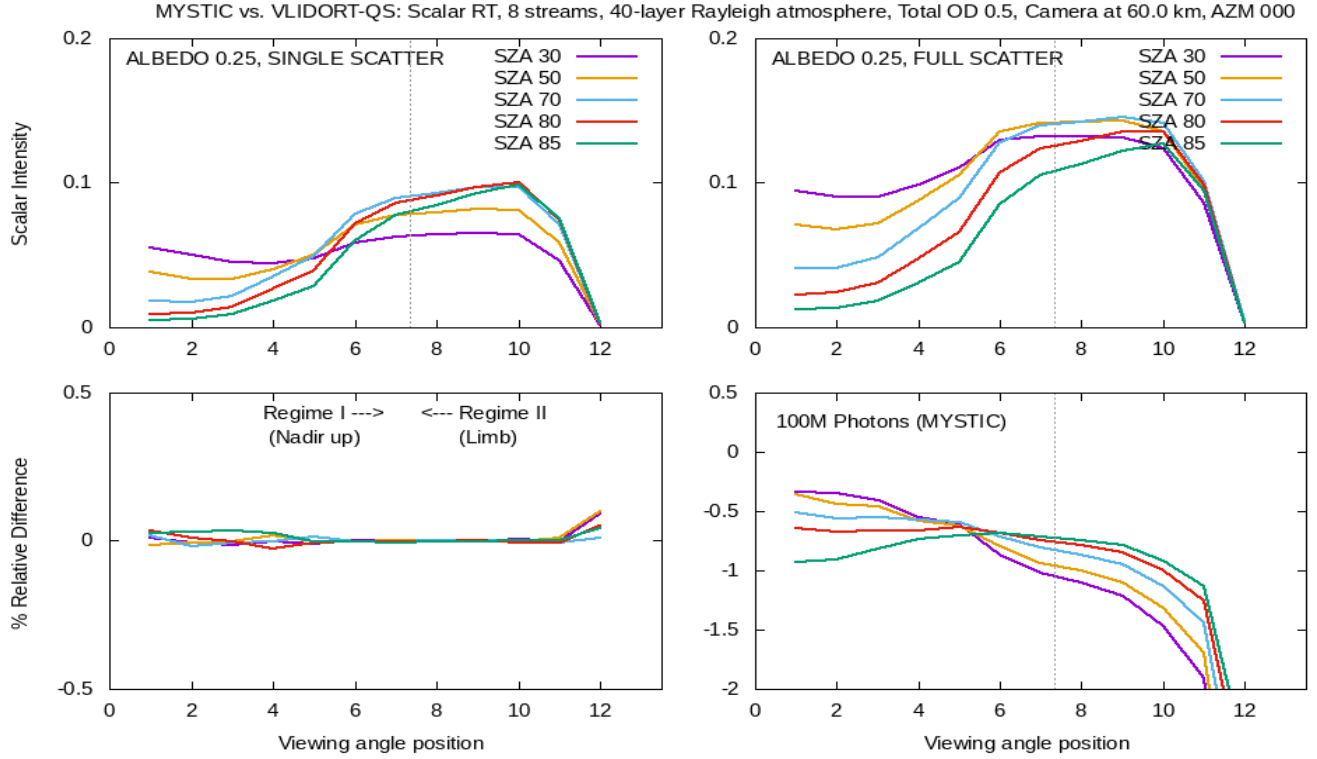 MYSTIC vs. VLIDORT-QS: Scalar RT, 8 streams, 40-layer Rayleigh atmosphere, Total OD 0.5, Camera at 60.0 km, AZM 000
Scalar Intensity
0.2
0.1
0
ALBEDO 0.25, SINGLE SCATTER
SZA 30
SZA 50
SZA 70
SZA 80
SZA 85
0 2 4 6 8 10 12
0.2
0.1
0
ALBEDO 0.25, FULL SCATTER
SZA 30
SZA 50
SZA 70
SZA 80
SZA 85
0 2 4 6 8 10 12
% Relative Difference
0.5
0
-0.5
Regime I ---> <--- Regime II
(Nadir up) (Limb)
0 2 4 6 8 10 12
Viewing angle position
0
-0.5
-1
-1.5
-2
100M Photons (MYSTIC)
0 2 4 6 8 10 12
Viewing angle position